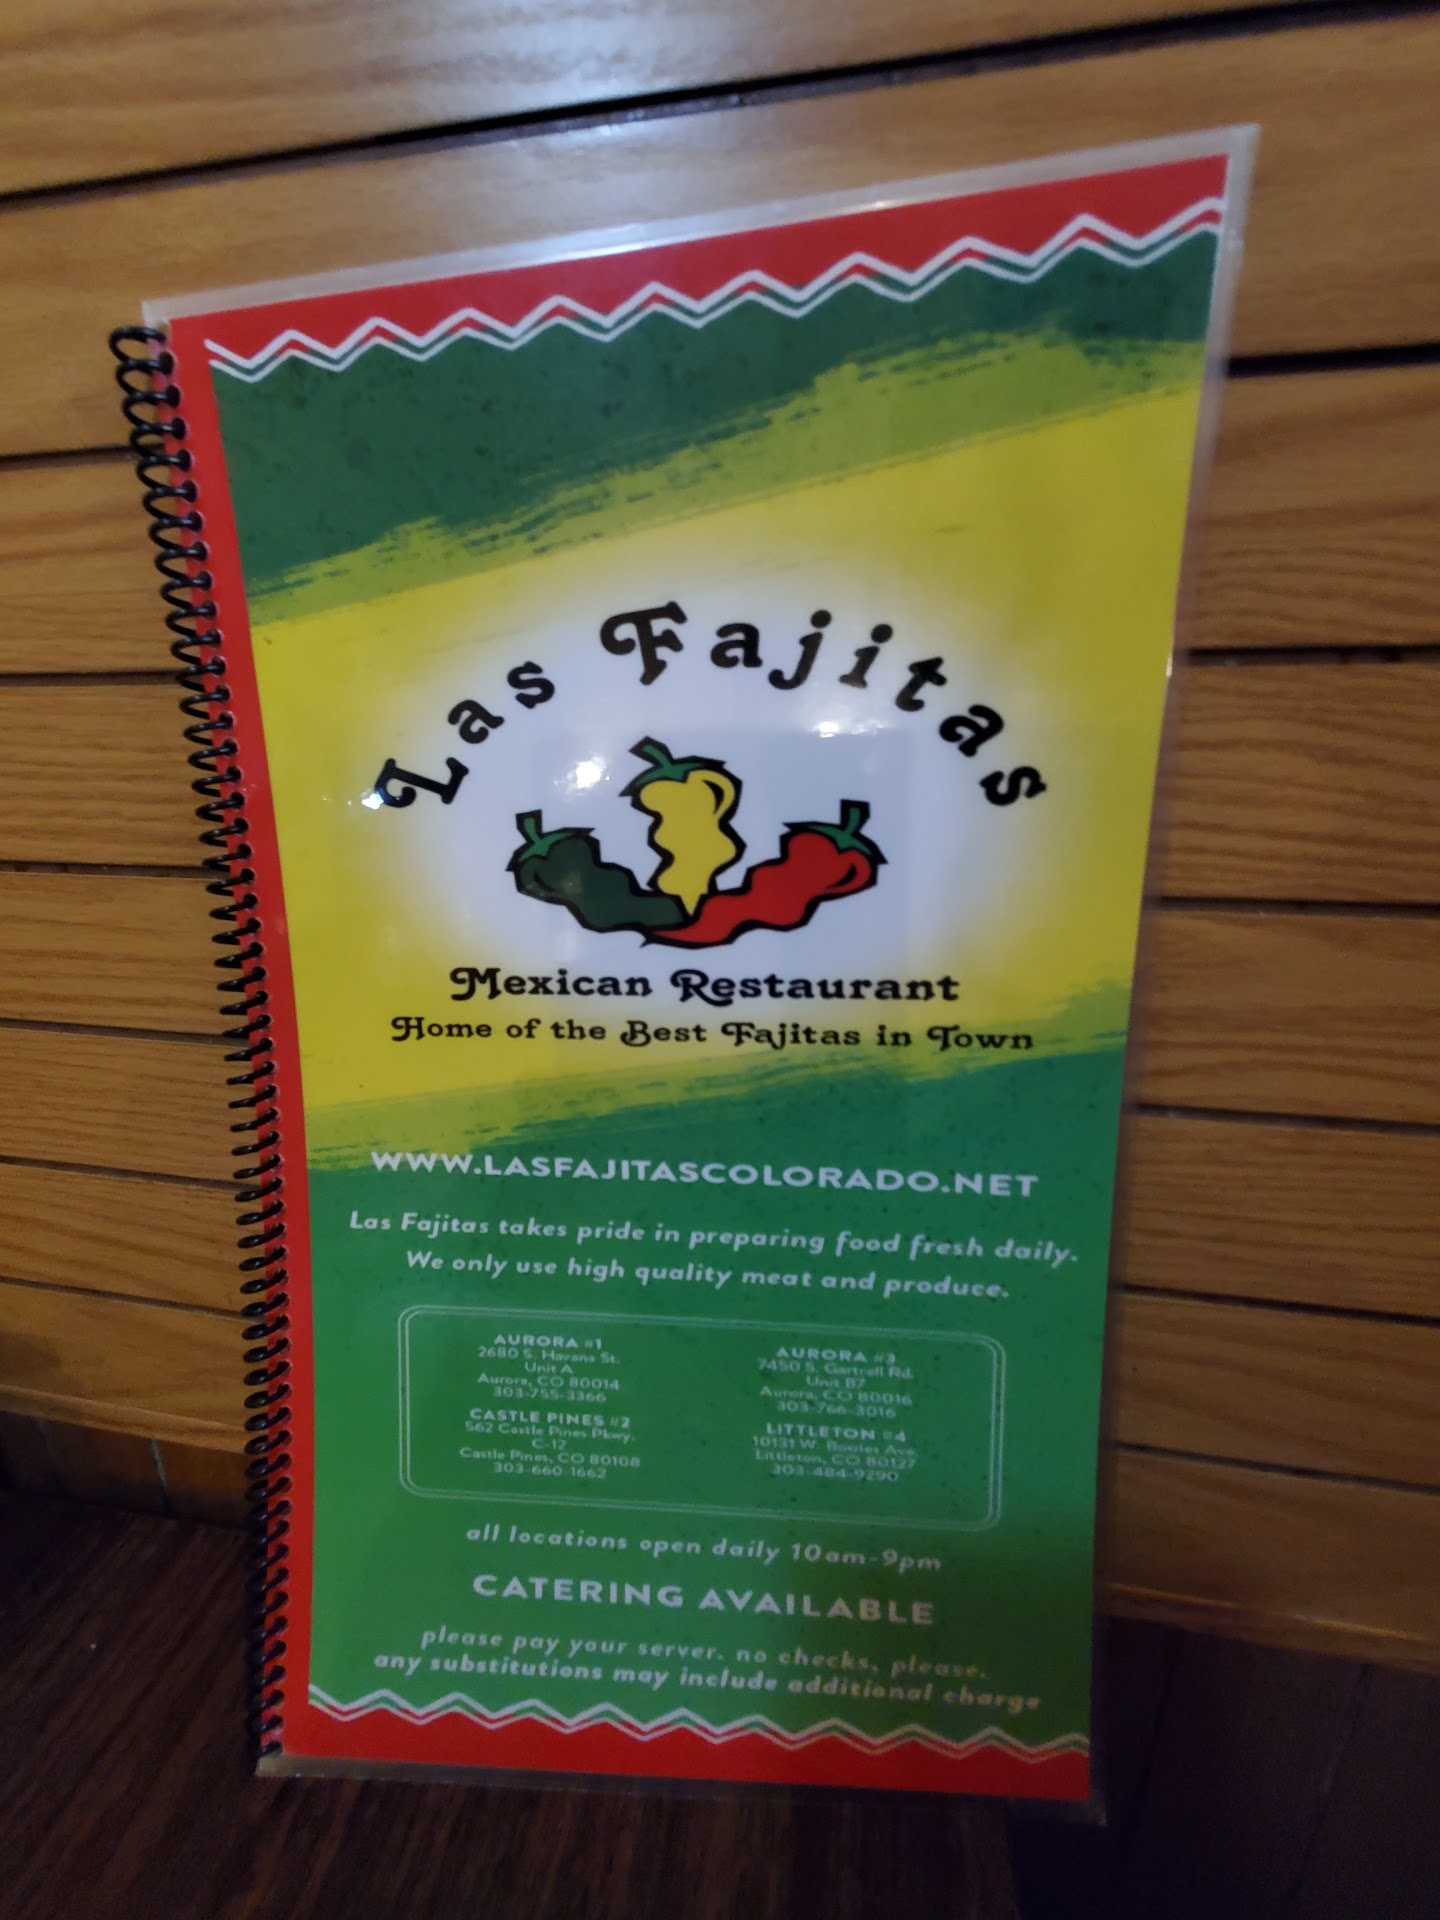 Las Fajitas
Mexican Restaurant
Home of the Best Fajitas in Town
WWW.LASFAJITASCOLORADO.NET
Las Fajitas takes pride in preparing food fresh daily.
We only use high quality meat and produce.
AURORA #1
2680 S. Havana St.
Unit A
Aurora, CO 80014
303-755-3366
CASTLE PINES #2
562 Castle Pines Pkwy.
C-12
Castle Pines, CO 80108
303-660-1662
AURORA #3
7450 S. Gartrell Rd.
Unit B7
Aurora, CO 80016
303-766-3016
LITTLETON #4
10131 W. Bowles Ave.
Littleton, CO 80127
303-484-9290
all locations open daily 10am-9pm
CATERING AVAILABLE
please pay your server. no checks, please.
any substitutions may include additional charge